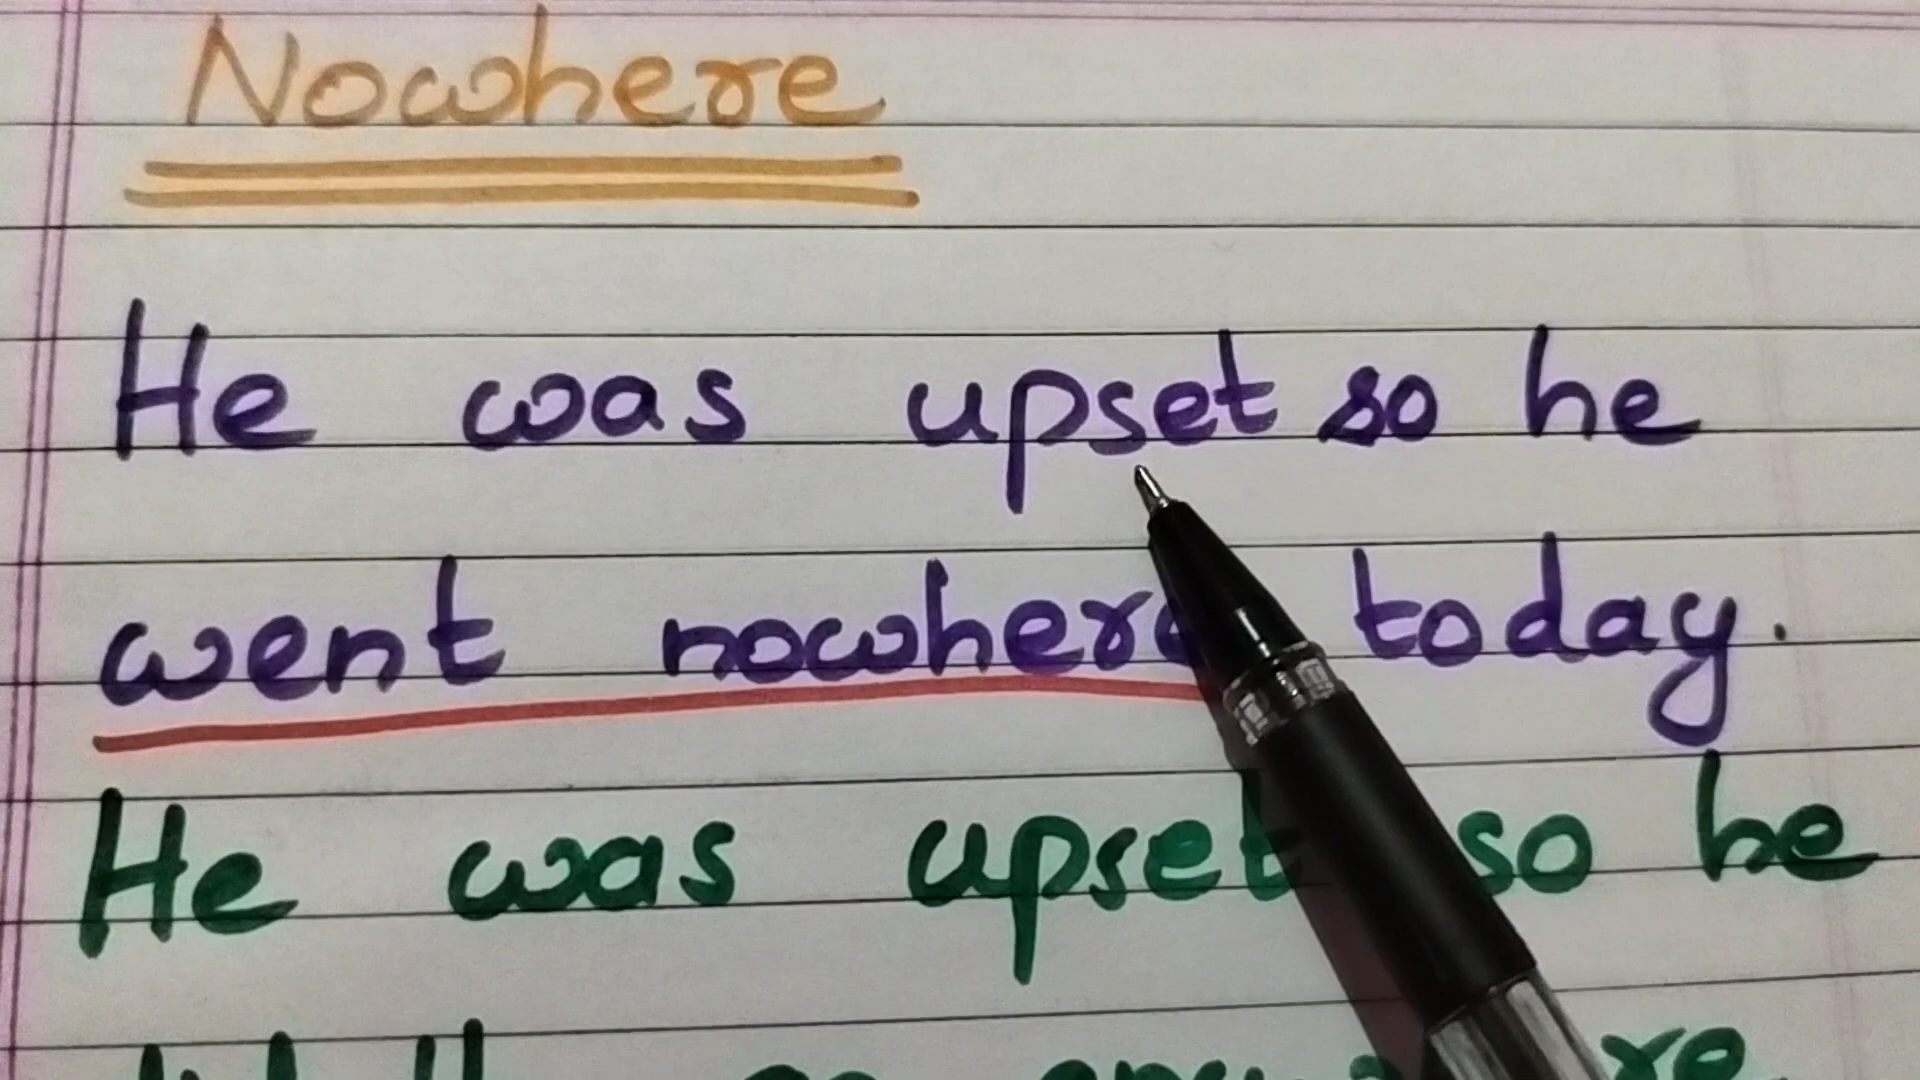 Nowhere
He was upset so he
went nowhere today.
He was upset so he